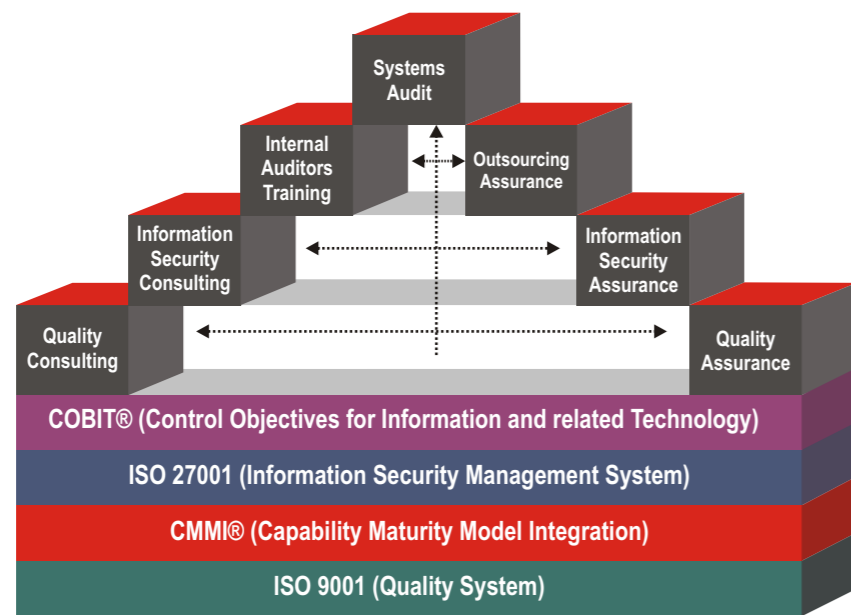 Systems
Audit
Internal
Auditors
Training
Outsourcing
Assurance
Information
Security
Consulting
Information
Security
Assurance
Quality
Consulting
Quality
Assurance
COBIT® (Control Objectives for Information and related Technology)
ISO 27001 (Information Security Management System)
CMMI® (Capability Maturity Model Integration)
ISO 9001 (Quality System)